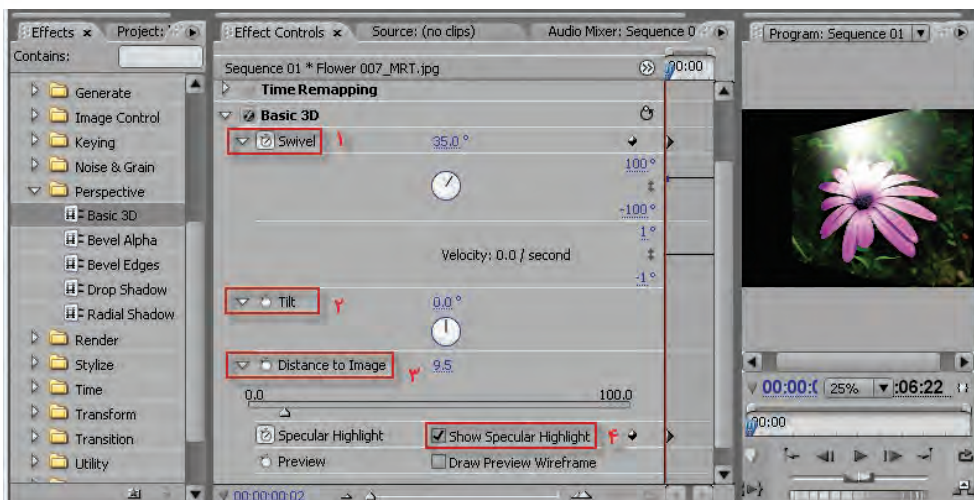 Effects x Project:
Contains:
Generate
Image Control
Keying
Noise & Grain
Perspective
Basic 3D
Bevel Alpha
Bevel Edges
Drop Shadow
Radial Shadow
Render
Stylize
Time
Transform
Transition
Utility
Effect Controls x Source: (no clips) Audio Mixer: Sequence 0
Sequence 01 * Flower 007_MRT.jpg
00:00
Time Remapping
Basic 3D
Swivel ۱ 35.0 °
100 °
-100 °
1 °
Velocity: 0.0 / second
-1 °
Tilt ۲ 0.0 °
Distance to Image ۳ 9.5
0.0 100.0
Specular Highlight Show Specular Highlight ۴
Preview Draw Preview Wireframe
00:00:00:02
Program: Sequence 01
00:00:0 25% :06:22
00:00